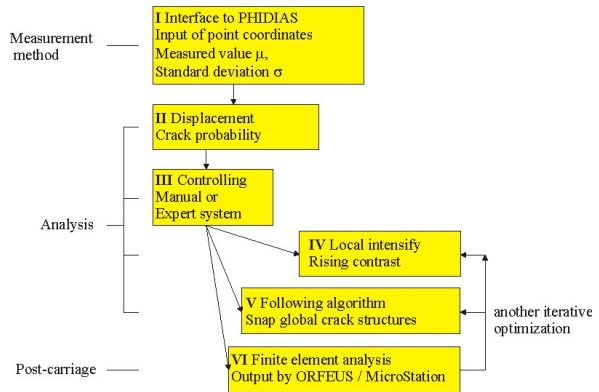 Measurement
method
I Interface to PHIDIAS
Input of point coordinates
Measured value μ,
Standard deviation σ
II Displacement
Crack probability
III Controlling
Manual or
Expert system
Analysis
IV Local intensify
Rising contrast
V Following algorithm
Snap global crack structures
another iterative
optimization
Post-carriage
VI Finite element analysis
Output by ORFEUS / MicroStation